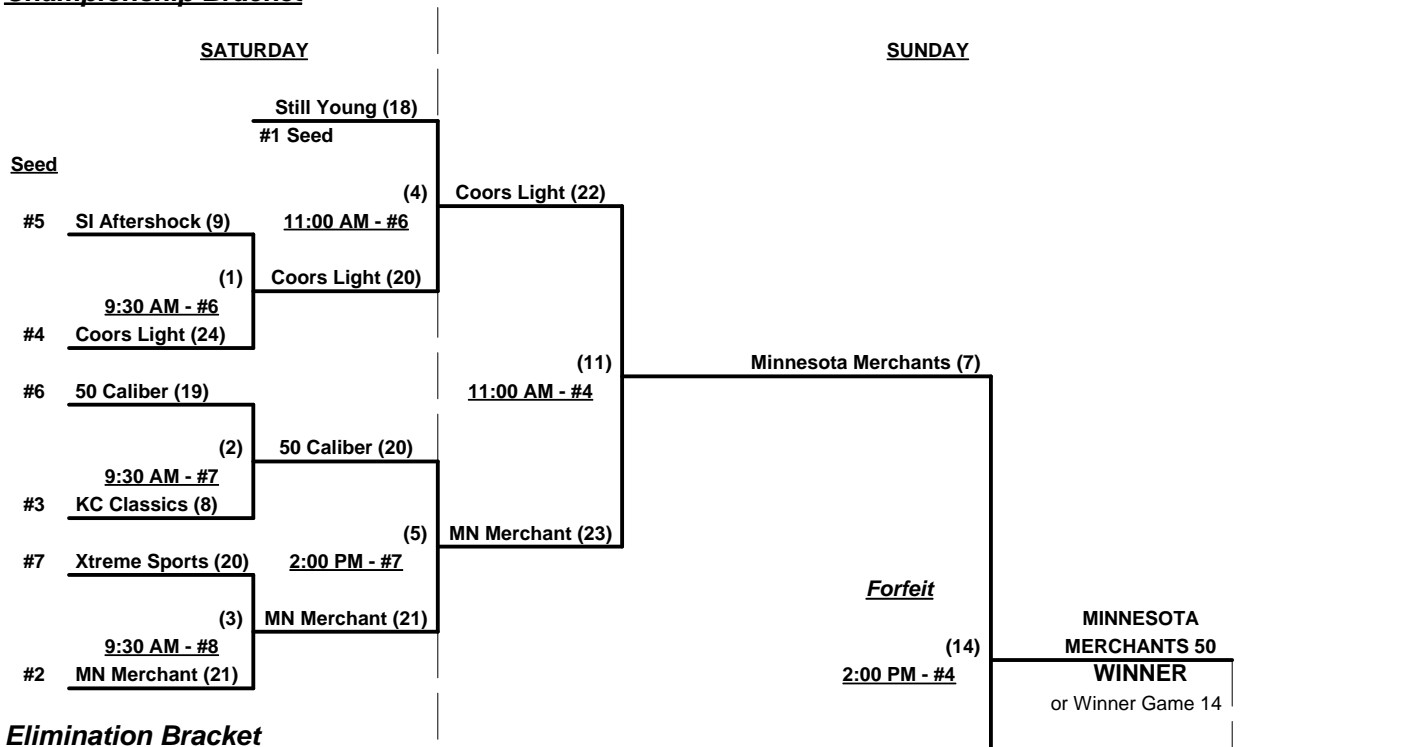 Championship Bracket
SATURDAY
SUNDAY
Still Young (18)
#1 Seed
Seed
(4)
Coors Light (22)
#5
SI Aftershock (9)
11:00 AM - #6
(1)
Coors Light (20)
9:30 AM - #6
#4
Coors Light (24)
(11)
Minnesota Merchants (7)
#6
50 Caliber (19)
11:00 AM - #4
(2)
50 Caliber (20)
9:30 AM - #7
#3
KC Classics (8)
(5)
MN Merchant (23)
#7
Xtreme Sports (20)
2:00 PM - #7
Forfeit
(3)
MN Merchant (21)
MINNESOTA
9:30 AM - #8
(14)
MERCHANTS 50
#2
MN Merchant (21)
2:00 PM - #4
WINNER
or Winner Game 14
Elimination Bracket